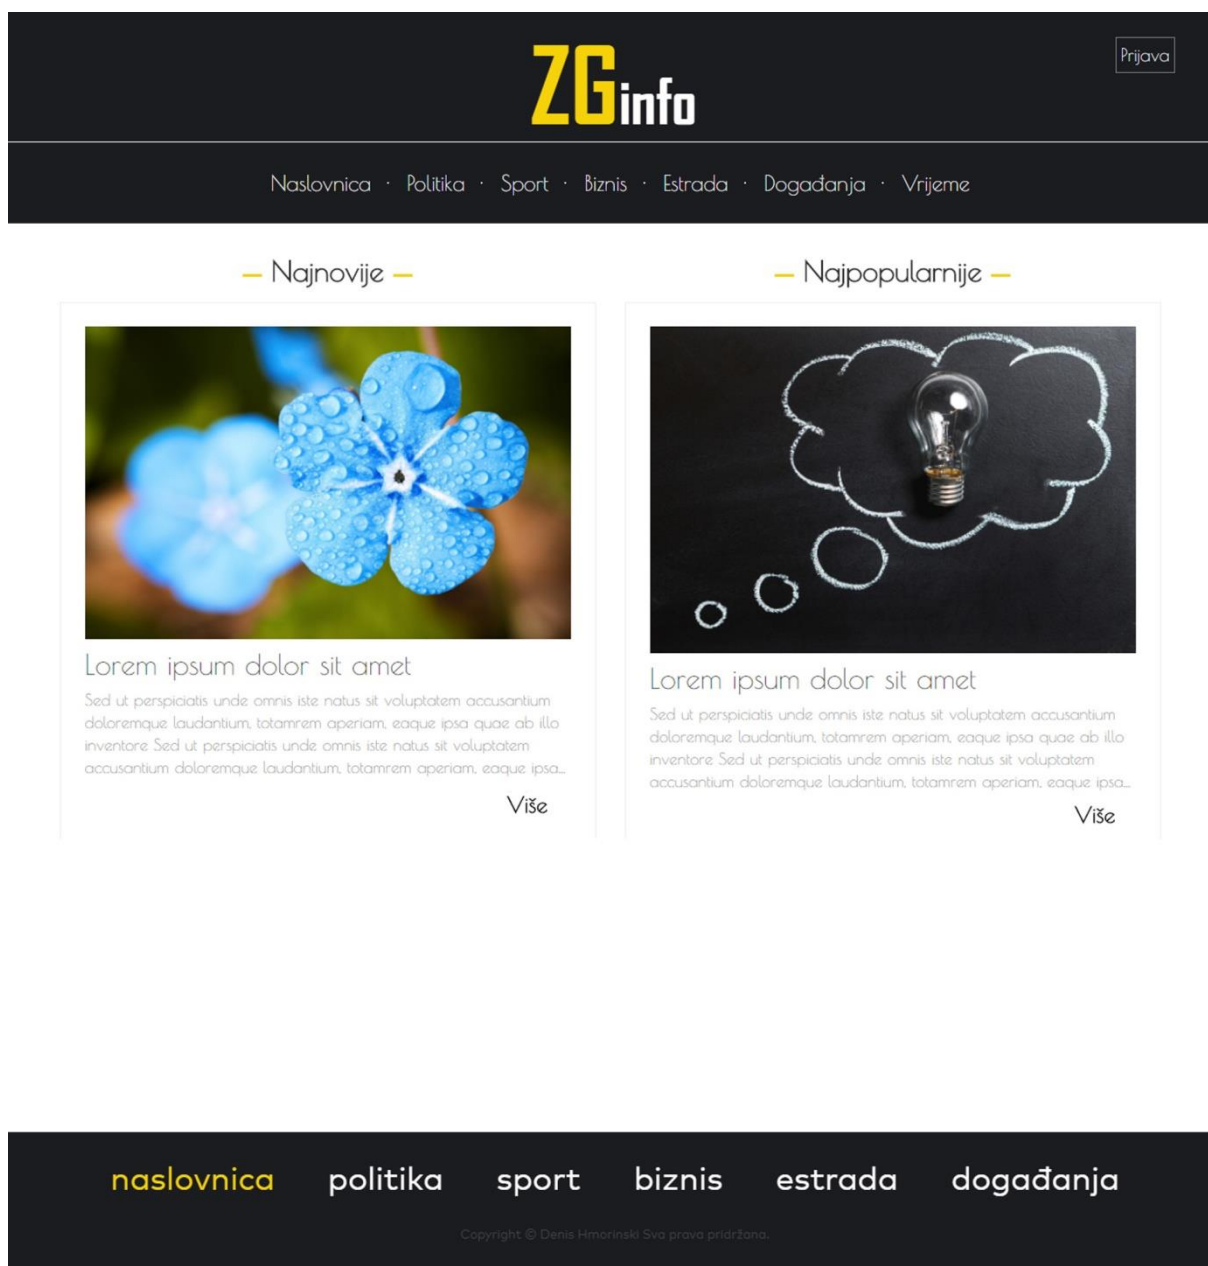 ZGinfo
Prijava
Naslovnica · Politika · Sport · Biznis · Estrada · Događanja · Vrijeme
— Najnovije —
Lorem ipsum dolor sit amet
Sed ut perspiciatis unde omnis iste natus sit voluptatem accusantium
doloremque laudantium, totamrem aperiam, eaque ipsa quae ab illo
inventore Sed ut perspiciatis unde omnis iste natus sit voluptatem
accusantium doloremque laudantium, totamrem aperiam, eaque ipsa...
Više
— Najpopularnije —
Lorem ipsum dolor sit amet
Sed ut perspiciatis unde omnis iste natus sit voluptatem accusantium
doloremque laudantium, totamrem aperiam, eaque ipsa quae ab illo
inventore Sed ut perspiciatis unde omnis iste natus sit voluptatem
accusantium doloremque laudantium, totamrem aperiam, eaque ipsa...
Više
naslovnica politika sport biznis estrada događanja
Copyright © Denis Hmorinski Sva prava pridržana.